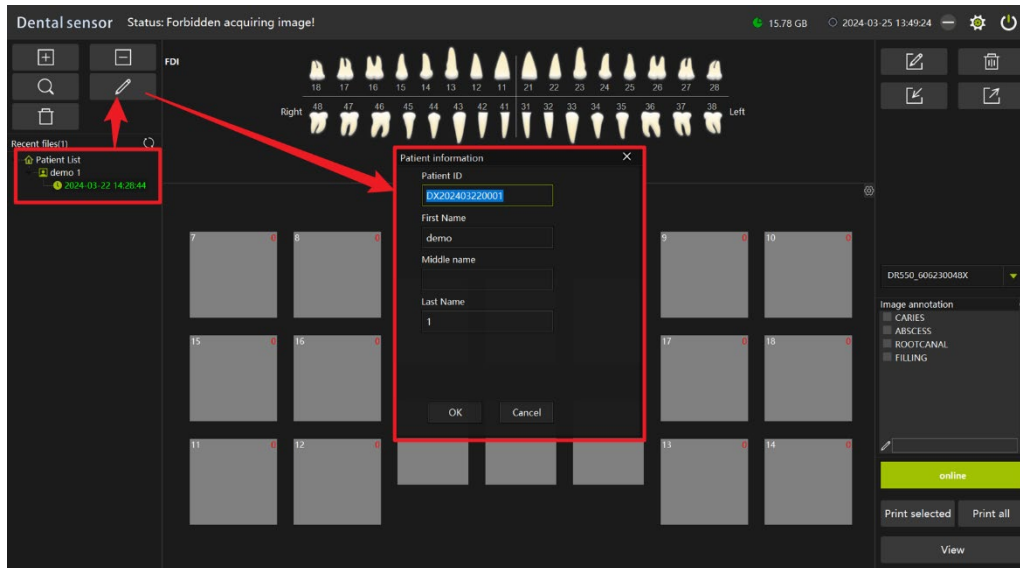 Dental sensor Status: Forbidden acquiring image! 15.78 GB 2024-03-25 13:49:24
FDI
18 17 16 15 14 13 12 11 21 22 23 24 25 26 27 28
Right 48 47 46 45 44 43 42 41 31 32 33 34 35 36 37 38 Left
Recent files(1)
Patient List
demo 1
2024-03-22 14:28:44
Patient information
Patient ID
DX202403220001
First Name
demo
Middle name
Last Name
1
OK Cancel
7 0 8 0 9 0 10 0
15 0 16 0 17 0 18 0
11 0 12 0 13 0 14 0
DR550_606230048X
Image annotation
CARIES
ABSCESS
ROOTCANAL
FILLING
online
Print selected Print all
View